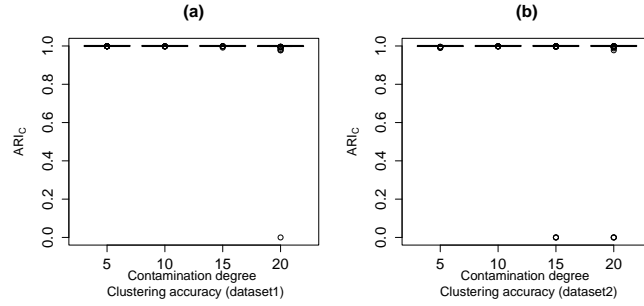 (a)
ARI_C
1.0
0.8
0.6
0.4
0.2
0.0
5 10 15 20
Contamination degree
Clustering accuracy (dataset1)
(b)
ARI_C
1.0
0.8
0.6
0.4
0.2
0.0
5 10 15 20
Contamination degree
Clustering accuracy (dataset2)